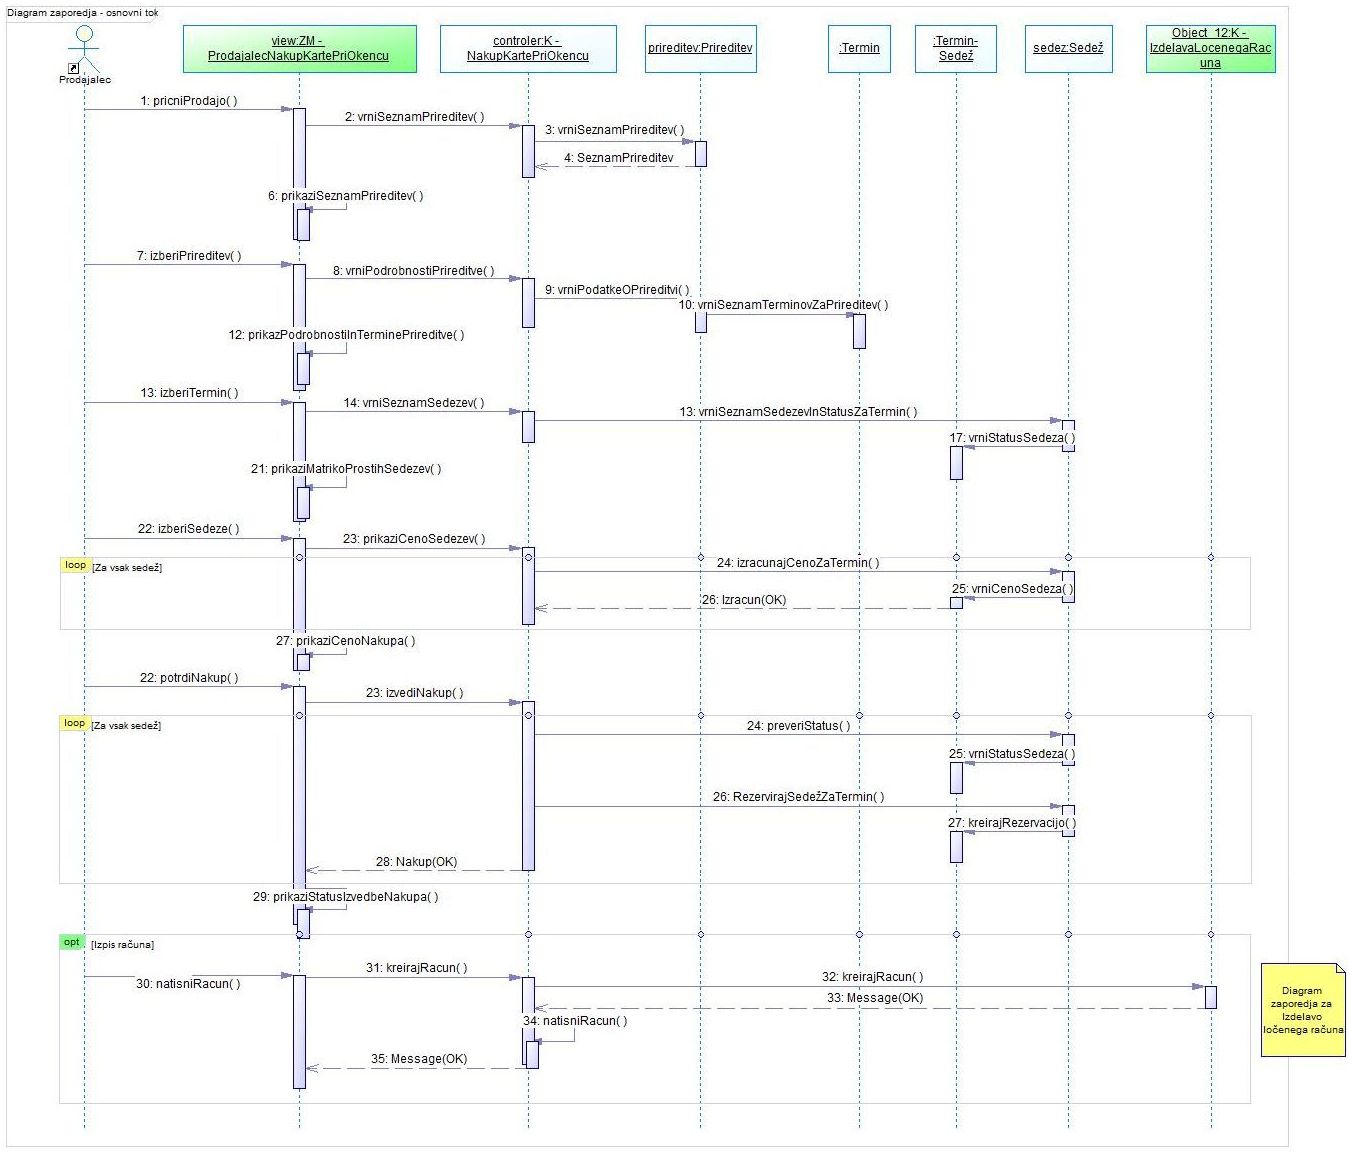 Diagram zaporedja - osnovni tok
Prodajalec
view:ZM -
ProdajalecNakupKartePriOkencu
controler:K -
NakupKartePriOkencu
prireditev:Prireditev
:Termin
:Termin-
Sedež
sedez:Sedež
Object_12:K -
IzdelavaLocenegaRac
una
1: pricniProdajo( )
2: vrniSeznamPrireditev( )
3: vrniSeznamPrireditev( )
4: SeznamPrireditev
6: prikaziSeznamPrireditev( )
7: izberiPrireditev( )
8: vrniPodrobnostiPrireditve( )
9: vrniPodatkeOPrireditvi( )
10: vrniSeznamTerminovZaPrireditev( )
12: prikazPodrobnostiInTerminePrireditve( )
13: izberiTermin( )
14: vrniSeznamSedezev( )
13: vrniSeznamSedezevInStatusZaTermin( )
17: vrniStatusSedeza( )
21: prikaziMatrikoProstihSedezev( )
22: izberiSedeze( )
23: prikaziCenoSedezev( )
loop [Za vsak sedež]
24: izracunajCenoZaTermin( )
25: vrniCenoSedeza( )
26: Izracun(OK)
27: prikaziCenoNakupa( )
22: potrdiNakup( )
23: izvediNakup( )
loop [Za vsak sedež]
24: preveriStatus( )
25: vrniStatusSedeza( )
26: RezervirajSedežZaTermin( )
27: kreirajRezervacijo( )
28: Nakup(OK)
29: prikaziStatusIzvedbeNakupa( )
opt [Izpis računa]
30: natisniRacun( )
31: kreirajRacun( )
32: kreirajRacun( )
33: Message(OK)
34: natisniRacun( )
35: Message(OK)
Diagram
zaporedja za
Izdelavo
ločenega računa